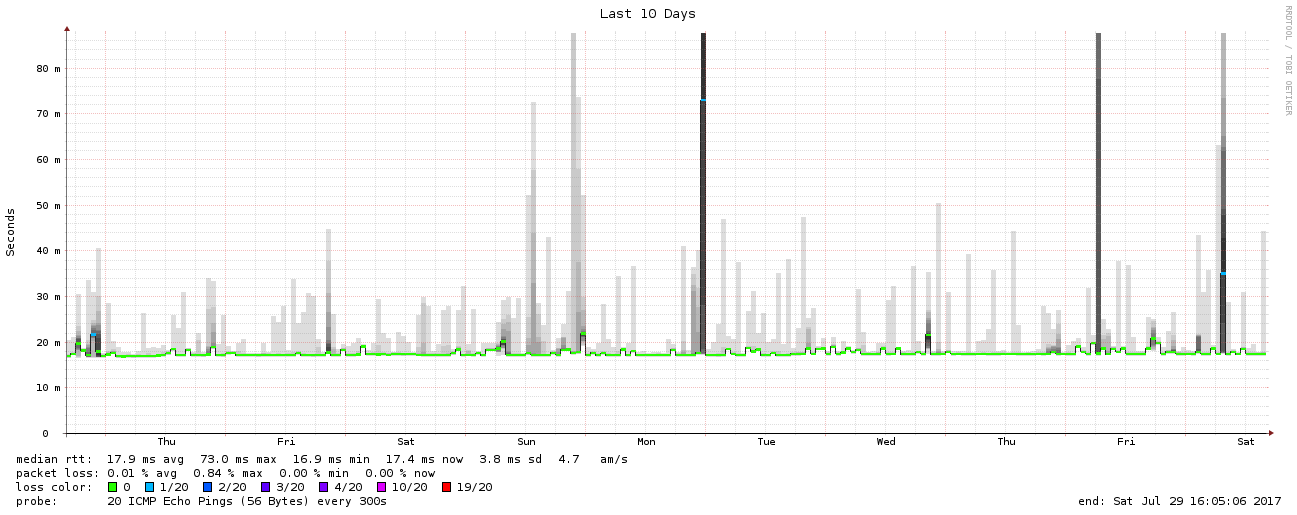 Last 10 Days
RRDTOOL / TOBI OETIKER
Seconds
80 m
70 m
60 m
50 m
40 m
30 m
20 m
10 m
0
Thu Fri Sat Sun Mon Tue Wed Thu Fri Sat
median rtt: 17.9 ms avg 73.0 ms max 16.9 ms min 17.4 ms now 3.8 ms sd 4.7 am/s
packet loss: 0.01 % avg 0.84 % max 0.00 % min 0.00 % now
loss color: 0 1/20 2/20 3/20 4/20 10/20 19/20
probe: 20 ICMP Echo Pings (56 Bytes) every 300s
end: Sat Jul 29 16:05:06 2017